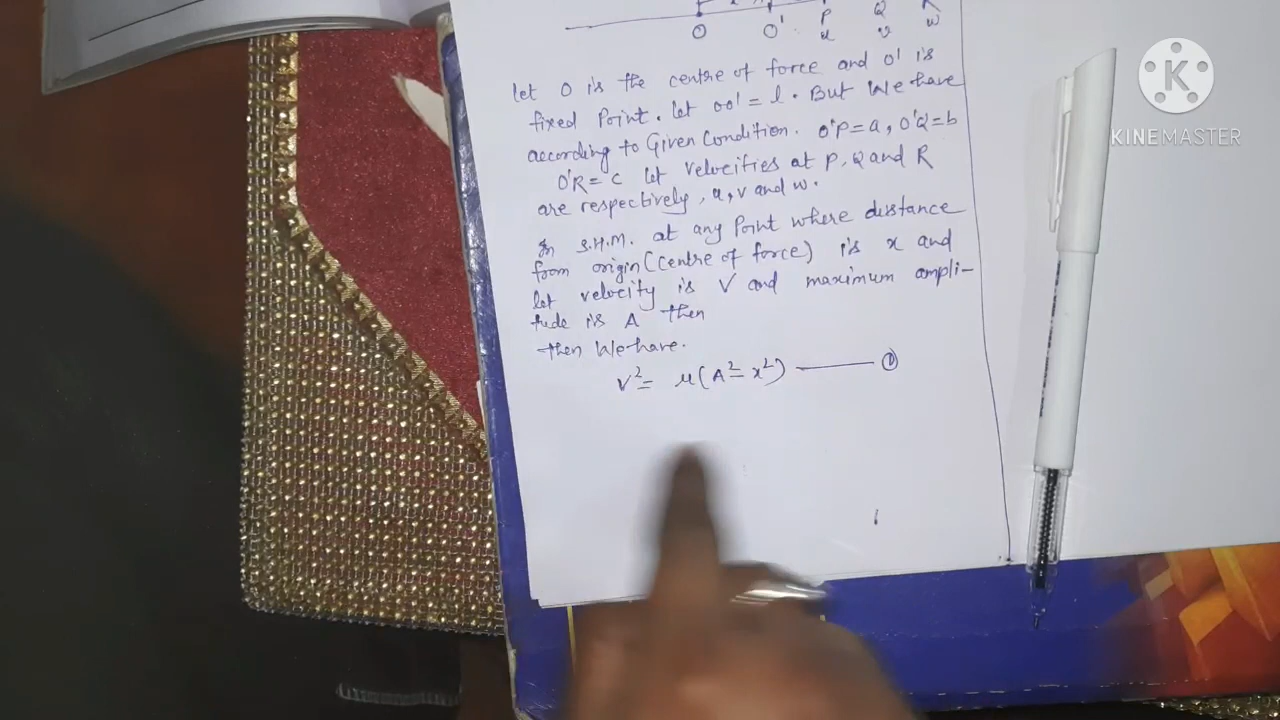 O O' P Q
u v w
let O is the centre of force and O' is
fixed Point. Let OO' = l. But We have
according to Given Condition. O'P=a, O'Q=b
O'R=c let velocities at P, Q and R
are respectively, u, v and w.
In S.H.M. at any Point where distance
from origin (centre of force) is x and
let velocity is V and maximum ampli-
tude is A then
then We have.
V²= μ(A²-x²) ——— ①
K
KINEMASTER